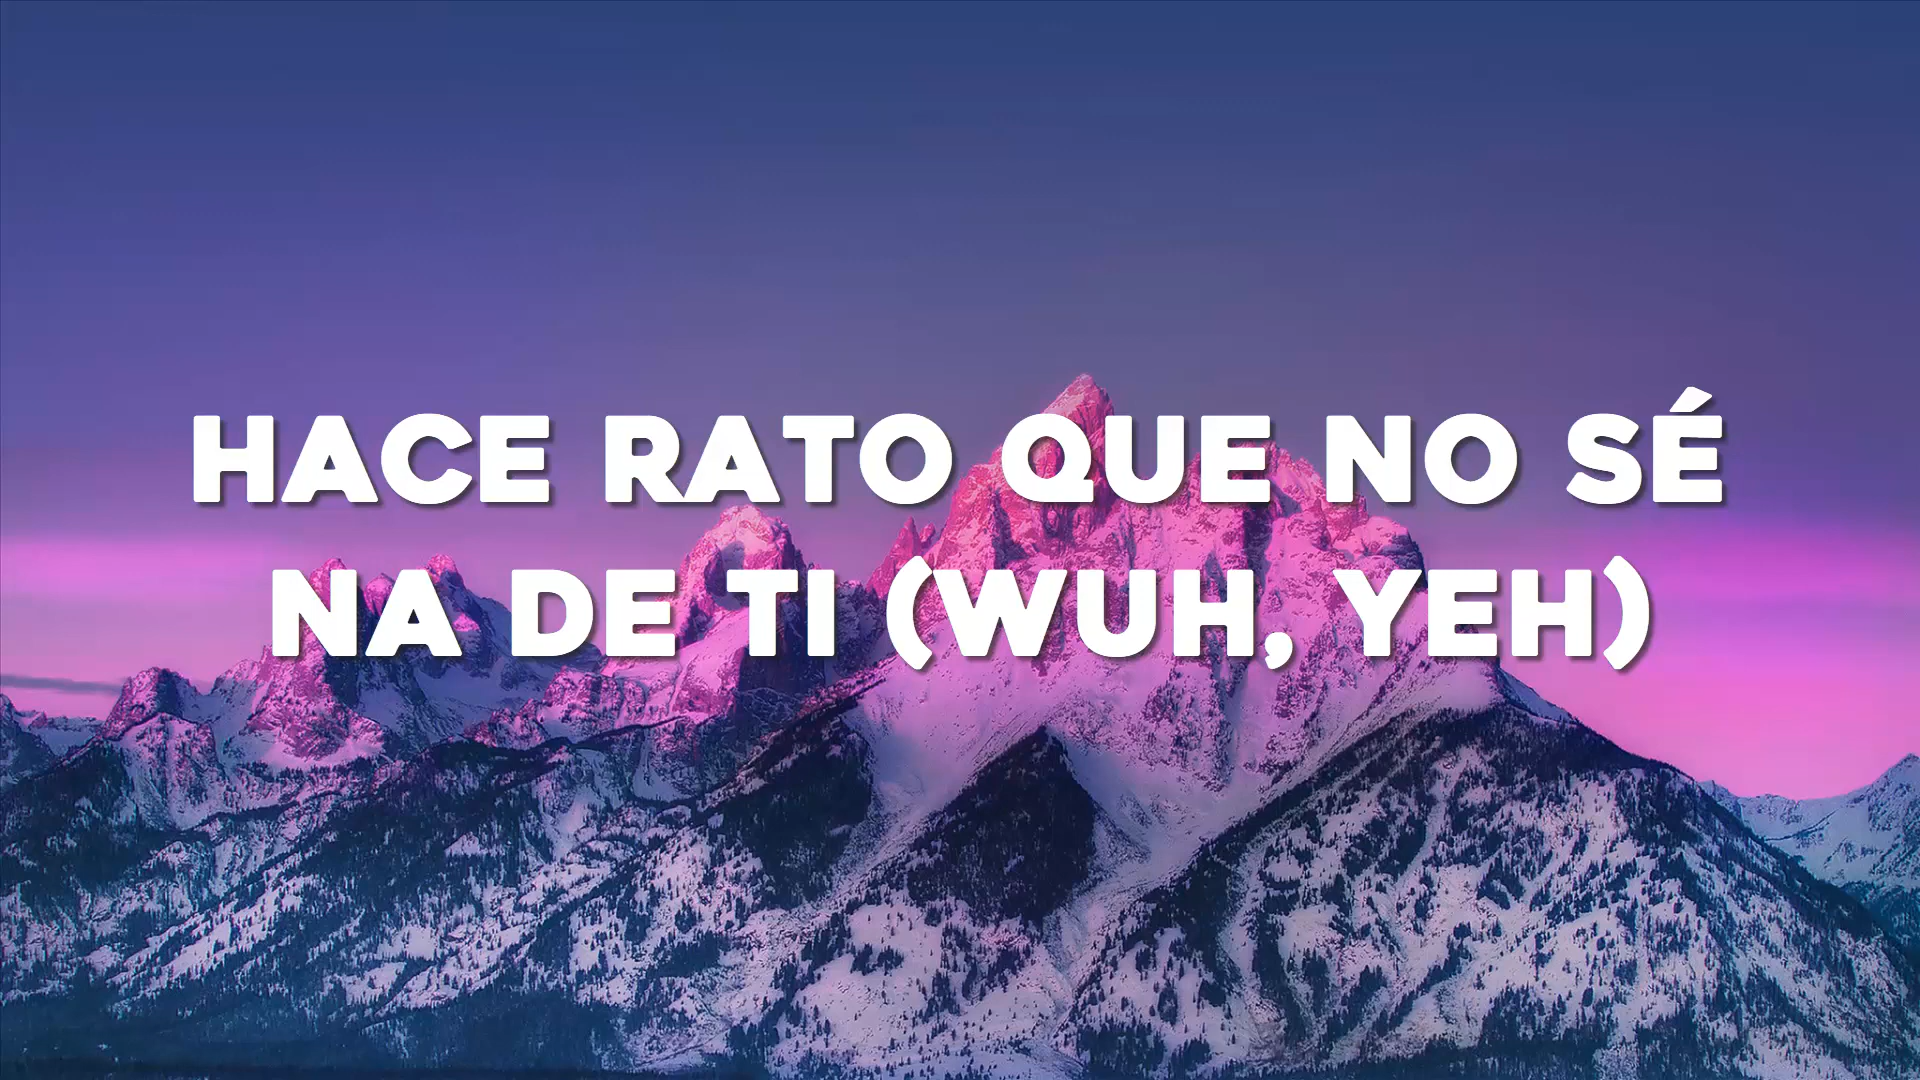 HACE RATO QUE NO SÉ
NA DE TI (WUH, YEH)